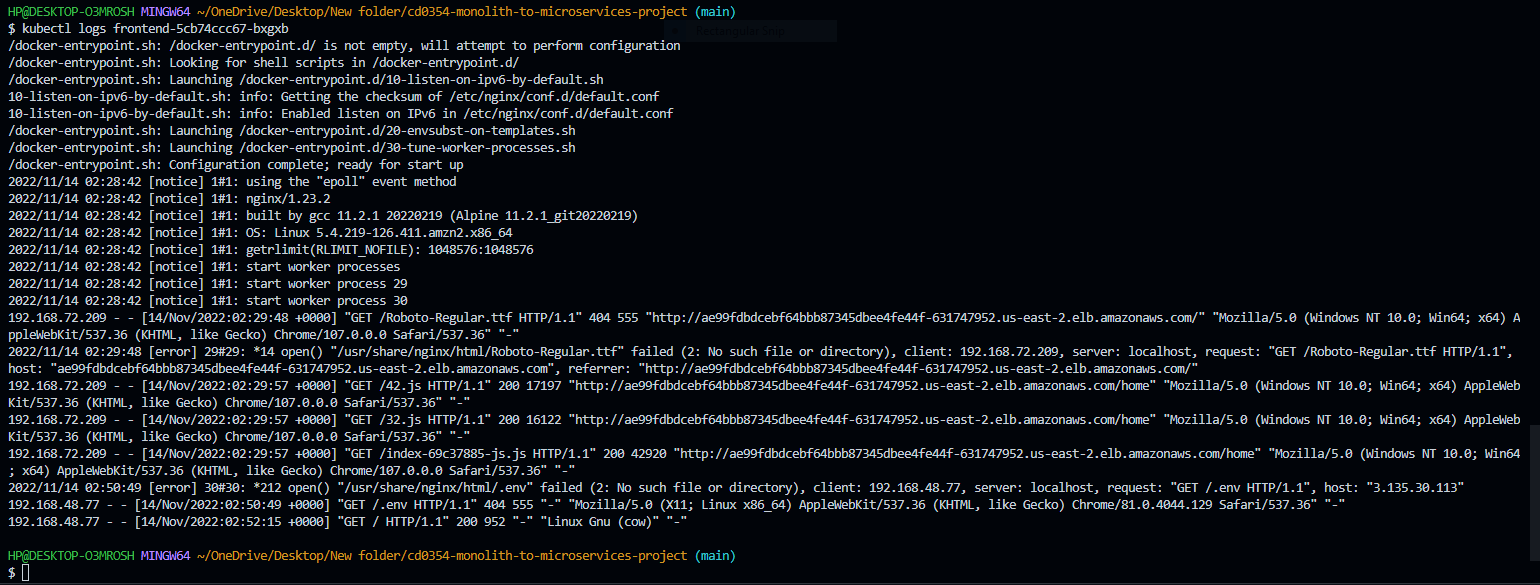 HP@DESKTOP-O3MROSH MINGW64 ~/OneDrive/Desktop/New folder/cd0354-monolith-to-microservices-project (main)
$ kubectl logs frontend-5cb74ccc67-bxgxb
/docker-entrypoint.sh: /docker-entrypoint.d/ is not empty, will attempt to perform configuration
/docker-entrypoint.sh: Looking for shell scripts in /docker-entrypoint.d/
/docker-entrypoint.sh: Launching /docker-entrypoint.d/10-listen-on-ipv6-by-default.sh
10-listen-on-ipv6-by-default.sh: info: Getting the checksum of /etc/nginx/conf.d/default.conf
10-listen-on-ipv6-by-default.sh: info: Enabled listen on IPv6 in /etc/nginx/conf.d/default.conf
/docker-entrypoint.sh: Launching /docker-entrypoint.d/20-envsubst-on-templates.sh
/docker-entrypoint.sh: Launching /docker-entrypoint.d/30-tune-worker-processes.sh
/docker-entrypoint.sh: Configuration complete; ready for start up
2022/11/14 02:28:42 [notice] 1#1: using the "epoll" event method
2022/11/14 02:28:42 [notice] 1#1: nginx/1.23.2
2022/11/14 02:28:42 [notice] 1#1: built by gcc 11.2.1 20220219 (Alpine 11.2.1_git20220219)
2022/11/14 02:28:42 [notice] 1#1: OS: Linux 5.4.219-126.411.amzn2.x86_64
2022/11/14 02:28:42 [notice] 1#1: getrlimit(RLIMIT_NOFILE): 1048576:1048576
2022/11/14 02:28:42 [notice] 1#1: start worker processes
2022/11/14 02:28:42 [notice] 1#1: start worker process 29
2022/11/14 02:28:42 [notice] 1#1: start worker process 30
192.168.72.209 - - [14/Nov/2022:02:29:48 +0000] "GET /Roboto-Regular.ttf HTTP/1.1" 404 555 "http://ae99fdbdcebf64bbb87345dbee4fe44f-631747952.us-east-2.elb.amazonaws.com/" "Mozilla/5.0 (Windows NT 10.0; Win64; x64) A
ppleWebKit/537.36 (KHTML, like Gecko) Chrome/107.0.0.0 Safari/537.36" "-"
2022/11/14 02:29:48 [error] 29#29: *14 open() "/usr/share/nginx/html/Roboto-Regular.ttf" failed (2: No such file or directory), client: 192.168.72.209, server: localhost, request: "GET /Roboto-Regular.ttf HTTP/1.1",
host: "ae99fdbdcebf64bbb87345dbee4fe44f-631747952.us-east-2.elb.amazonaws.com", referrer: "http://ae99fdbdcebf64bbb87345dbee4fe44f-631747952.us-east-2.elb.amazonaws.com/"
192.168.72.209 - - [14/Nov/2022:02:29:57 +0000] "GET /42.js HTTP/1.1" 200 17197 "http://ae99fdbdcebf64bbb87345dbee4fe44f-631747952.us-east-2.elb.amazonaws.com/home" "Mozilla/5.0 (Windows NT 10.0; Win64; x64) AppleWeb
Kit/537.36 (KHTML, like Gecko) Chrome/107.0.0.0 Safari/537.36" "-"
192.168.72.209 - - [14/Nov/2022:02:29:57 +0000] "GET /32.js HTTP/1.1" 200 16122 "http://ae99fdbdcebf64bbb87345dbee4fe44f-631747952.us-east-2.elb.amazonaws.com/home" "Mozilla/5.0 (Windows NT 10.0; Win64; x64) AppleWeb
Kit/537.36 (KHTML, like Gecko) Chrome/107.0.0.0 Safari/537.36" "-"
192.168.72.209 - - [14/Nov/2022:02:29:57 +0000] "GET /index-69c37885-js.js HTTP/1.1" 200 42920 "http://ae99fdbdcebf64bbb87345dbee4fe44f-631747952.us-east-2.elb.amazonaws.com/home" "Mozilla/5.0 (Windows NT 10.0; Win64
; x64) AppleWebKit/537.36 (KHTML, like Gecko) Chrome/107.0.0.0 Safari/537.36" "-"
2022/11/14 02:50:49 [error] 30#30: *212 open() "/usr/share/nginx/html/.env" failed (2: No such file or directory), client: 192.168.48.77, server: localhost, request: "GET /.env HTTP/1.1", host: "3.135.30.113"
192.168.48.77 - - [14/Nov/2022:02:50:49 +0000] "GET /.env HTTP/1.1" 404 555 "-" "Mozilla/5.0 (X11; Linux x86_64) AppleWebKit/537.36 (KHTML, like Gecko) Chrome/81.0.4044.129 Safari/537.36" "-"
192.168.48.77 - - [14/Nov/2022:02:52:15 +0000] "GET / HTTP/1.1" 200 952 "-" "Linux Gnu (cow)" "-"
HP@DESKTOP-O3MROSH MINGW64 ~/OneDrive/Desktop/New folder/cd0354-monolith-to-microservices-project (main)
$